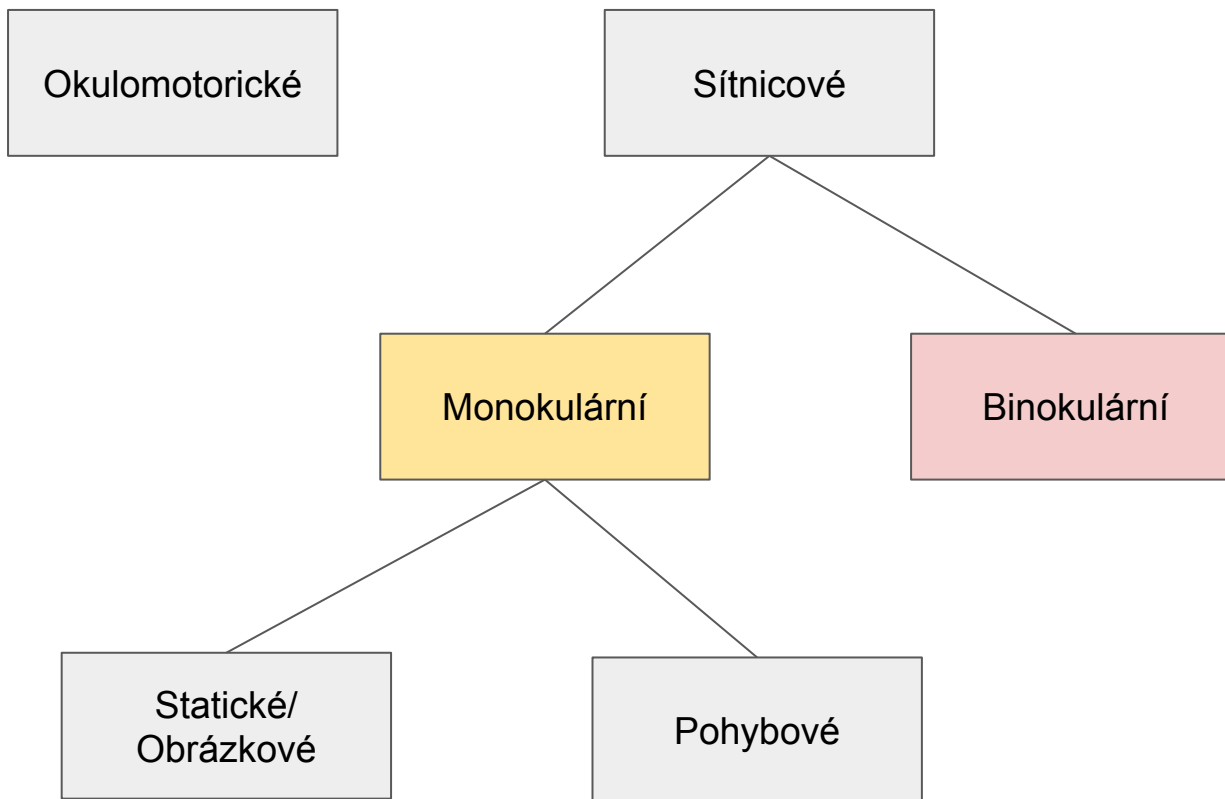 Okulomotorické
Sítnicové
Monokulární
Binokulární
Statické/
Obrázkové
Pohybové